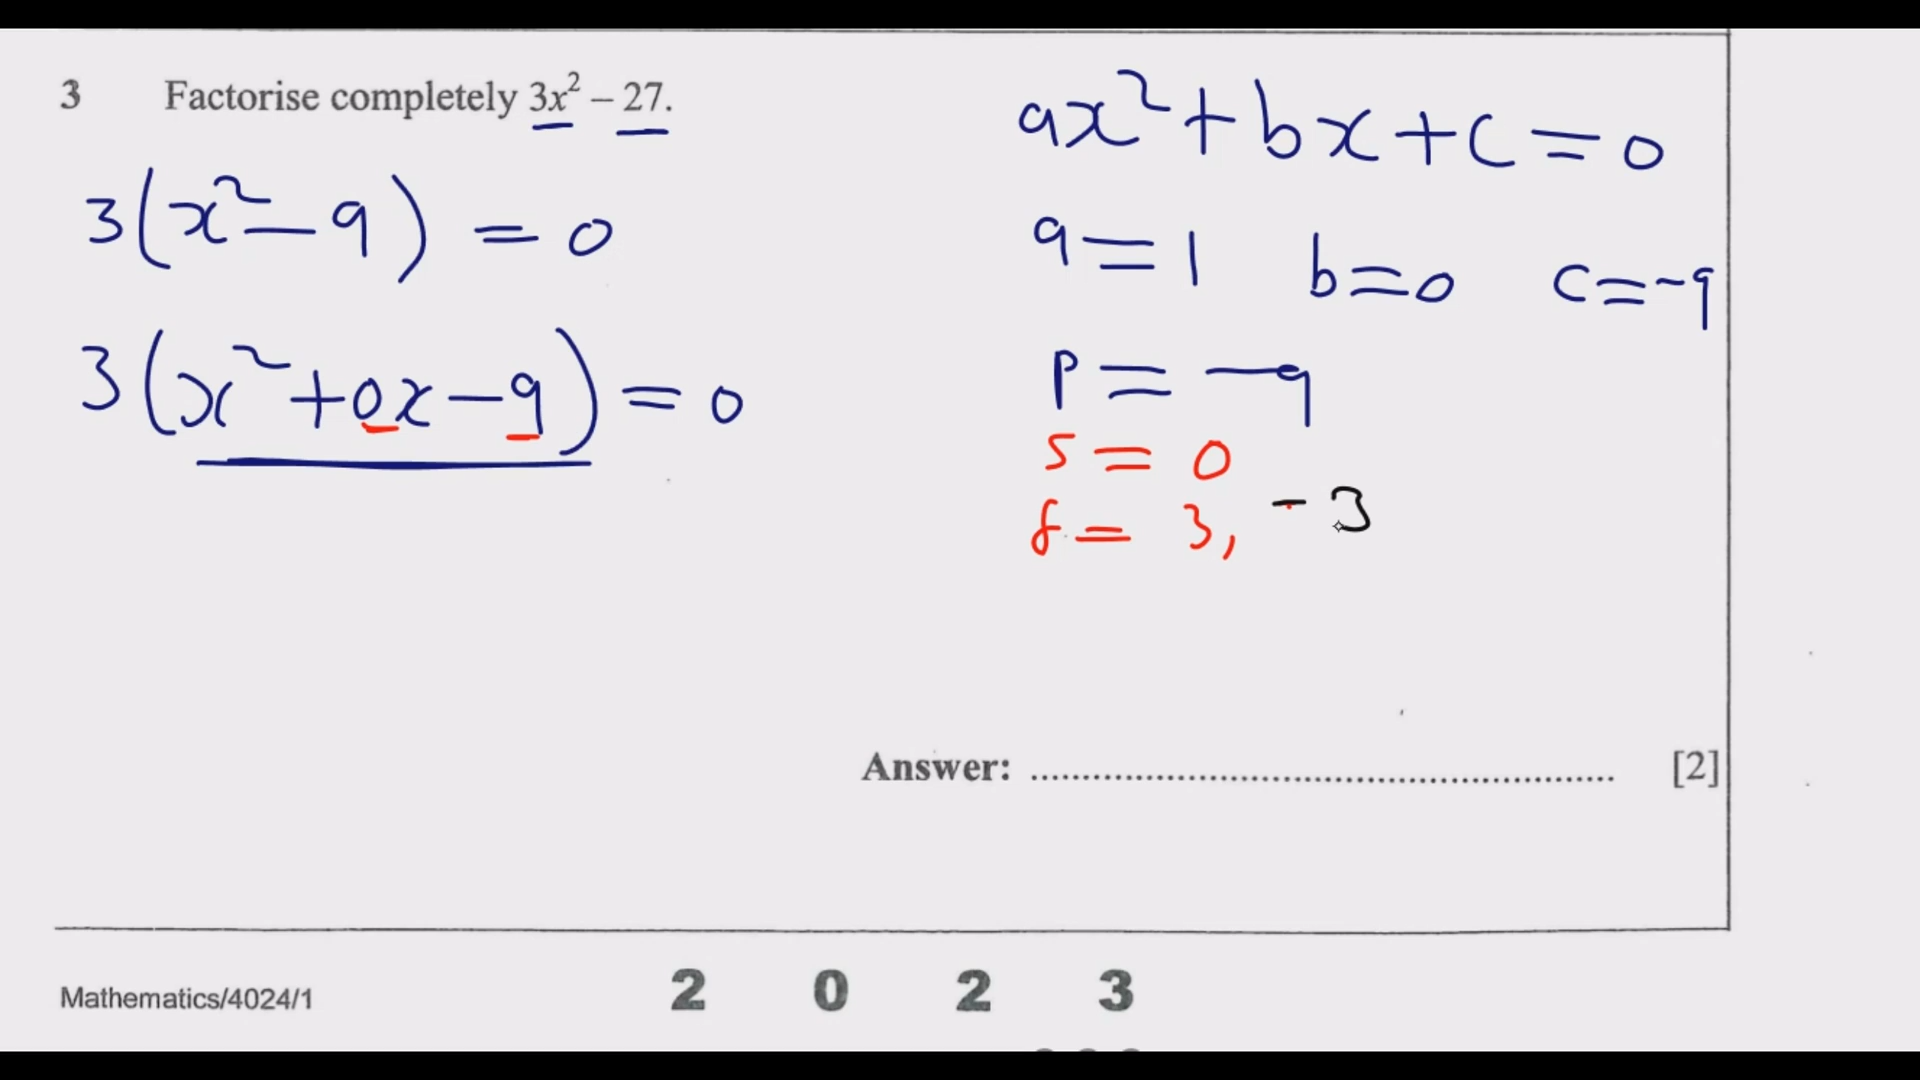 3 Factorise completely 3x² – 27.
3(x² – 9) = 0
3(x² + 0x – 9) = 0
ax² + bx + c = 0
a = 1 b = 0 c = -9
P = -9
S = 0
f = 3, -3
Answer: ........................................................ [2]
Mathematics/4024/1
2 0 2 3